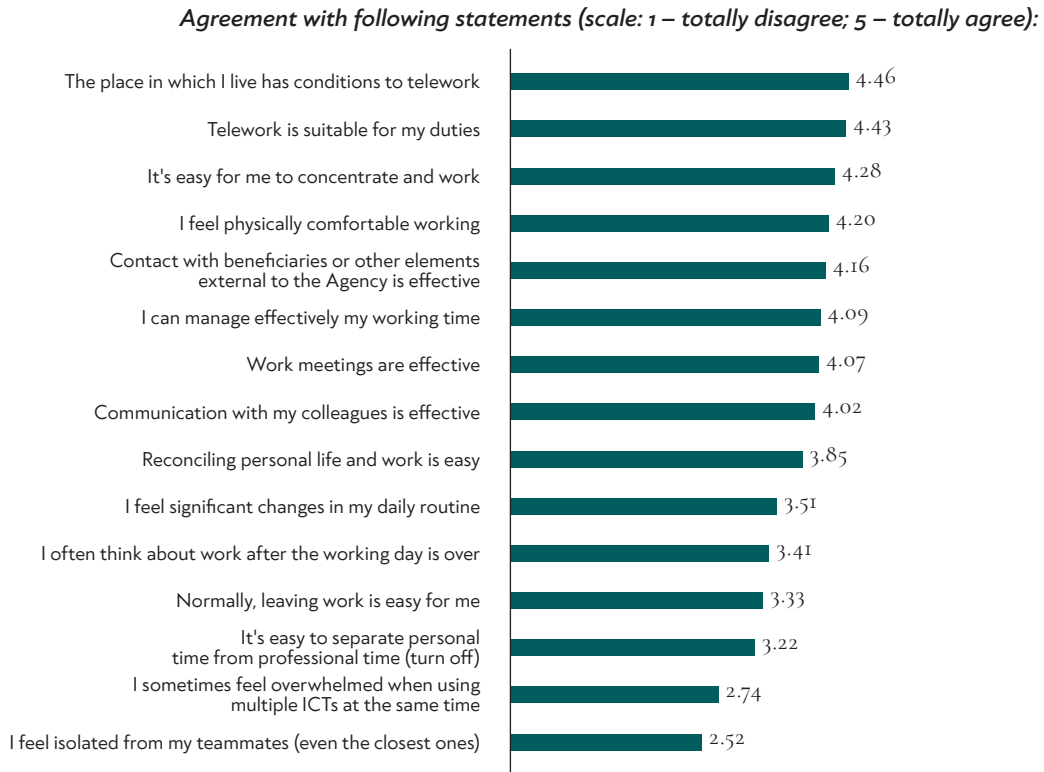 Agreement with following statements (scale: 1 – totally disagree; 5 – totally agree):
The place in which I live has conditions to telework 4.46
Telework is suitable for my duties 4.43
It's easy for me to concentrate and work 4.28
I feel physically comfortable working 4.20
Contact with beneficiaries or other elements
external to the Agency is effective 4.16
I can manage effectively my working time 4.09
Work meetings are effective 4.07
Communication with my colleagues is effective 4.02
Reconciling personal life and work is easy 3.85
I feel significant changes in my daily routine 3.51
I often think about work after the working day is over 3.41
Normally, leaving work is easy for me 3.33
It's easy to separate personal
time from professional time (turn off) 3.22
I sometimes feel overwhelmed when using
multiple ICTs at the same time 2.74
I feel isolated from my teammates (even the closest ones) 2.52